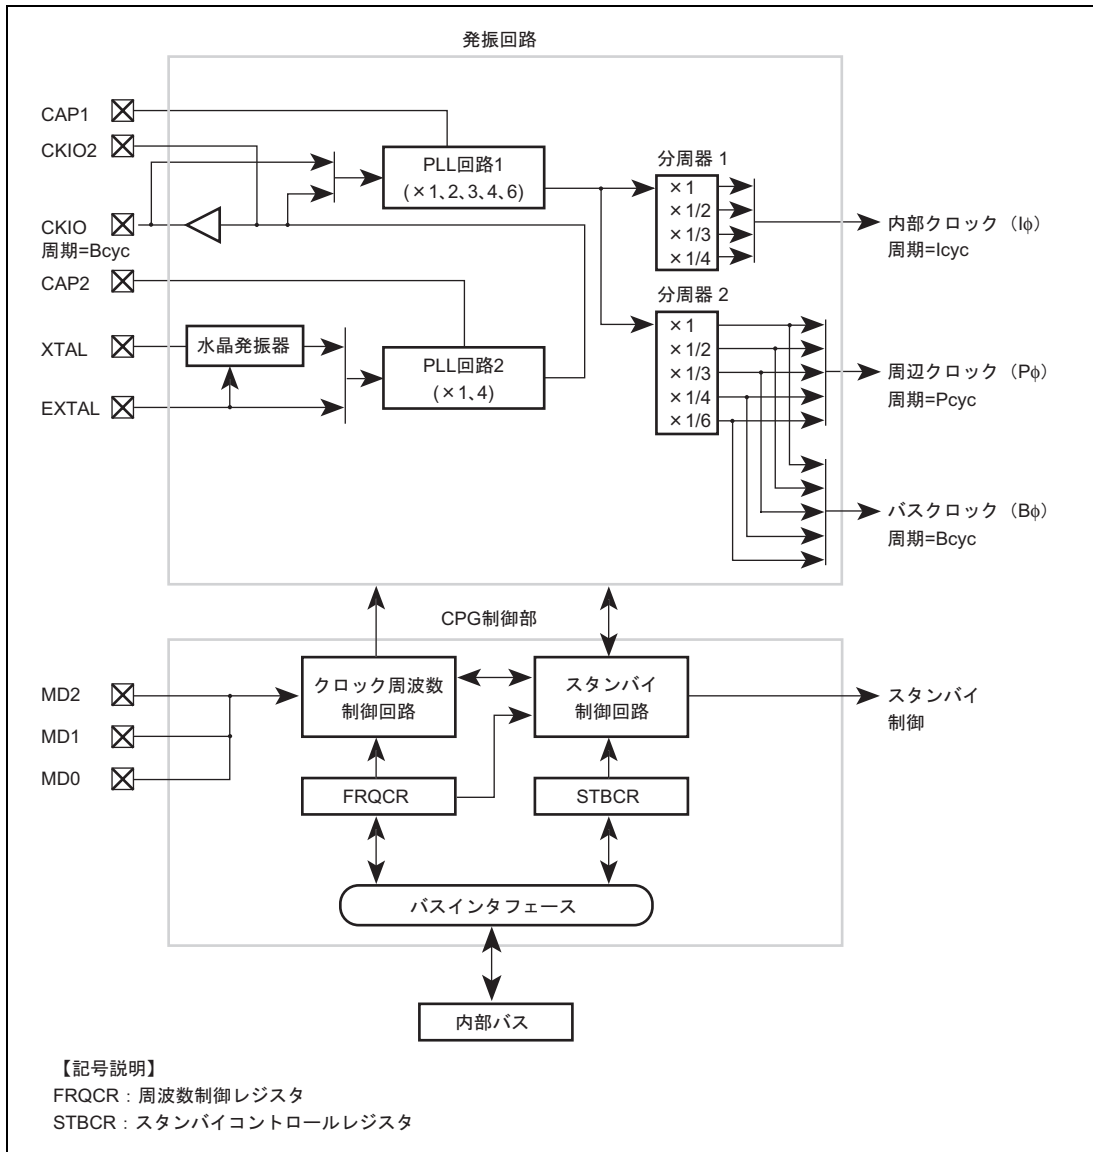 発振回路
CAP1
CKIO2
CKIO
周期=Bcyc
CAP2
XTAL
EXTAL
水晶発振器
PLL回路1
(×1、2、3、4、6)
PLL回路2
(×1、4)
分周器 1
×1
×1/2
×1/3
×1/4
分周器 2
×1
×1/2
×1/3
×1/4
×1/6
内部クロック（Iφ）
周期=Icyc
周辺クロック（Pφ）
周期=Pcyc
バスクロック（Bφ）
周期=Bcyc
CPG制御部
MD2
MD1
MD0
クロック周波数
制御回路
スタンバイ
制御回路
スタンバイ
制御
FRQCR
STBCR
バスインタフェース
内部バス
【記号説明】
FRQCR：周波数制御レジスタ
STBCR：スタンバイコントロールレジスタ